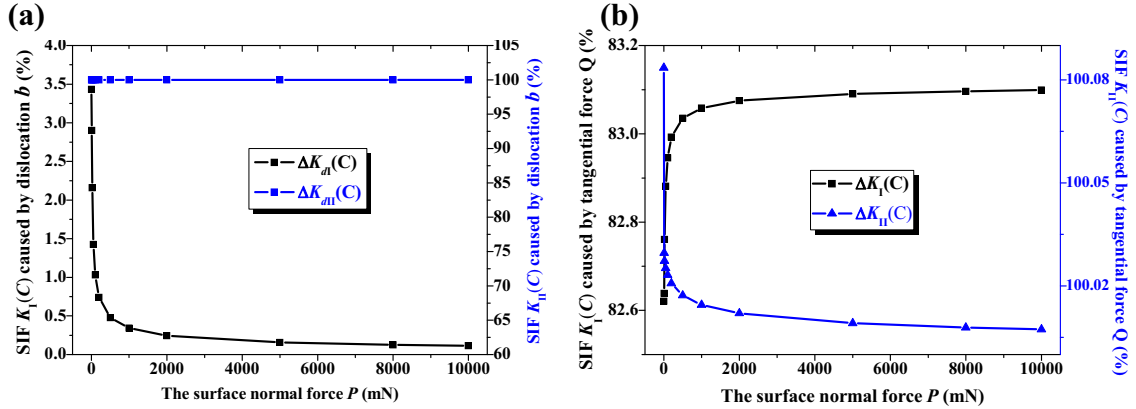 (a)
SIF K_I(C) caused by dislocation b (%)
4.0
3.5
3.0
2.5
2.0
1.5
1.0
0.5
0.0
ΔK_dI(C)
ΔK_dII(C)
105
100
95
90
85
80
75
70
65
60
SIF K_II(C) caused by dislocation b (%)
0 2000 4000 6000 8000 10000
The surface normal force P (mN)
(b)
SIF K_I(C) caused by tangential force Q (%
83.2
83.0
82.8
82.6
ΔK_I(C)
ΔK_II(C)
100.08
100.05
100.02
SIF K_II(C) caused by tangential force Q (%)
0 2000 4000 6000 8000 10000
The surface normal force P (mN)